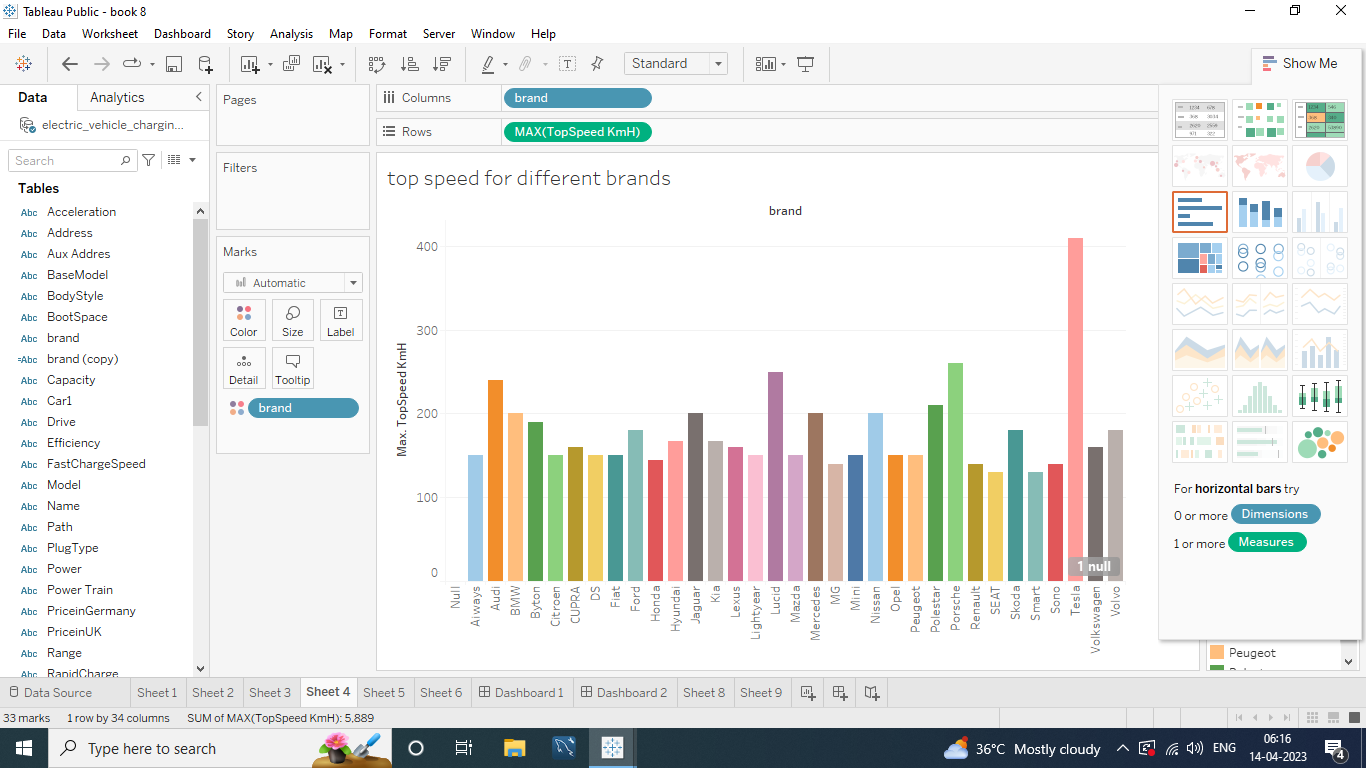 Tableau Public - book 8
File Data Worksheet Dashboard Story Analysis Map Format Server Window Help
Standard
Show Me
Data Analytics
electric_vehicle_chargin...
Search
Tables
Abc Acceleration
Abc Address
Abc Aux Addres
Abc BaseModel
Abc BodyStyle
Abc BootSpace
Abc brand
=Abc brand (copy)
Abc Capacity
Abc Car1
Abc Drive
Abc Efficiency
Abc FastChargeSpeed
Abc Model
Abc Name
Abc Path
Abc PlugType
Abc Power
Abc Power Train
Abc PriceinGermany
Abc PriceinUK
Abc Range
Abc RapidCharge
Pages
Filters
Marks
Automatic
Color Size Label
Detail Tooltip
brand
Columns brand
Rows MAX(TopSpeed KmH)
top speed for different brands
brand
Max. TopSpeed KmH
400
300
200
100
0
1 null
Null
Aiways
Audi
BMW
Byton
Citroen
CUPRA
DS
Fiat
Ford
Honda
Hyundai
Jaguar
Kia
Lexus
Lightyear
Lucid
Mazda
Mercedes
MG
Mini
Nissan
Opel
Peugeot
Polestar
Porsche
Renault
SEAT
Skoda
Smart
Sono
Tesla
Volkswagen
Volvo
For horizontal bars try
0 or more Dimensions
1 or more Measures
Peugeot
Data Source Sheet 1 Sheet 2 Sheet 3 Sheet 4 Sheet 5 Sheet 6 Dashboard 1 Dashboard 2 Sheet 8 Sheet 9
33 marks 1 row by 34 columns SUM of MAX(TopSpeed KmH): 5,889
Type here to search
36°C Mostly cloudy
ENG
06:16
14-04-2023
4